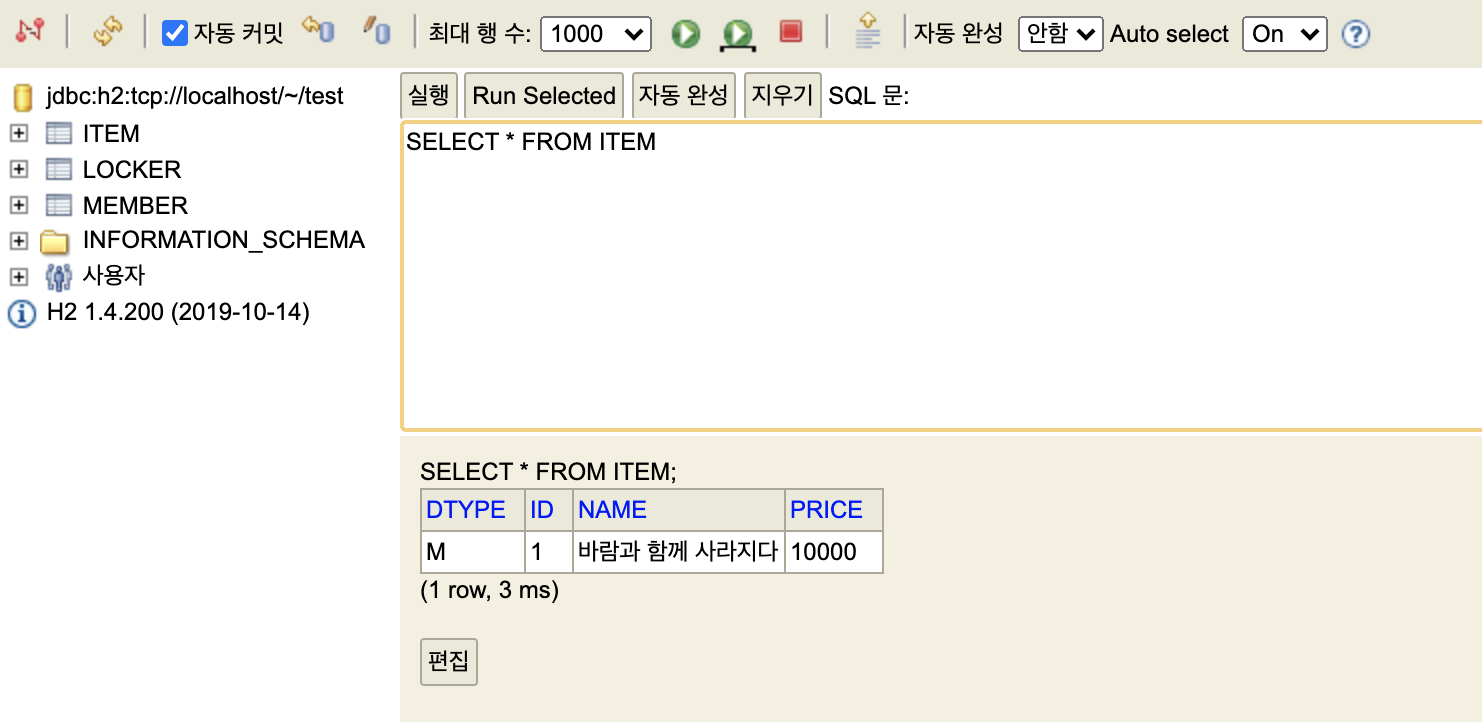 자동 커밋 최대 행 수: 1000 자동 완성 안함 Auto select On
jdbc:h2:tcp://localhost/~/test
ITEM
LOCKER
MEMBER
INFORMATION_SCHEMA
사용자
H2 1.4.200 (2019-10-14)
실행 Run Selected 자동 완성 지우기 SQL 문:
SELECT * FROM ITEM
SELECT * FROM ITEM;
DTYPE ID NAME PRICE
M 1 바람과 함께 사라지다 10000
(1 row, 3 ms)
편집